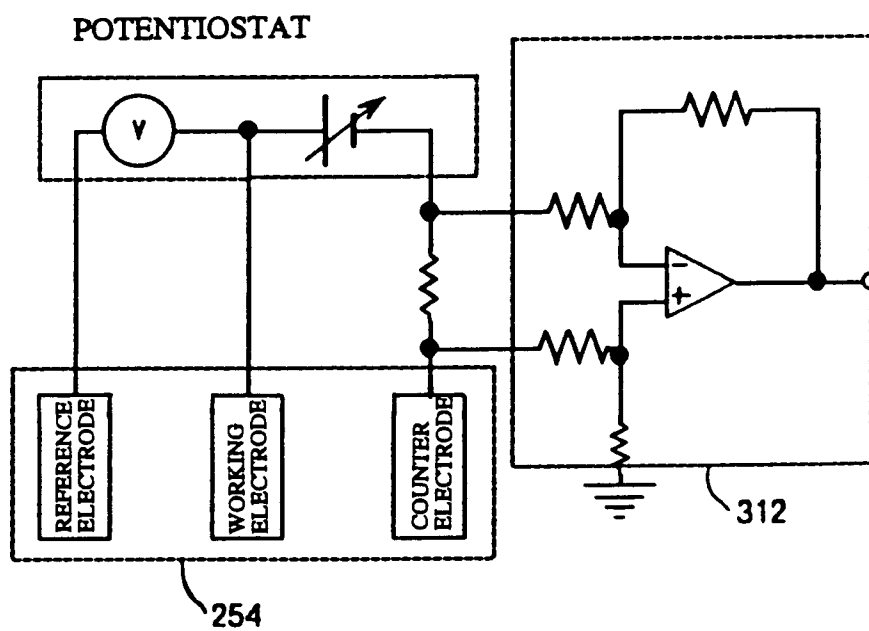 POTENTIOSTAT
V
-
+
REFERENCE
ELECTRODE
WORKING
ELECTRODE
COUNTER
ELECTRODE
312
254